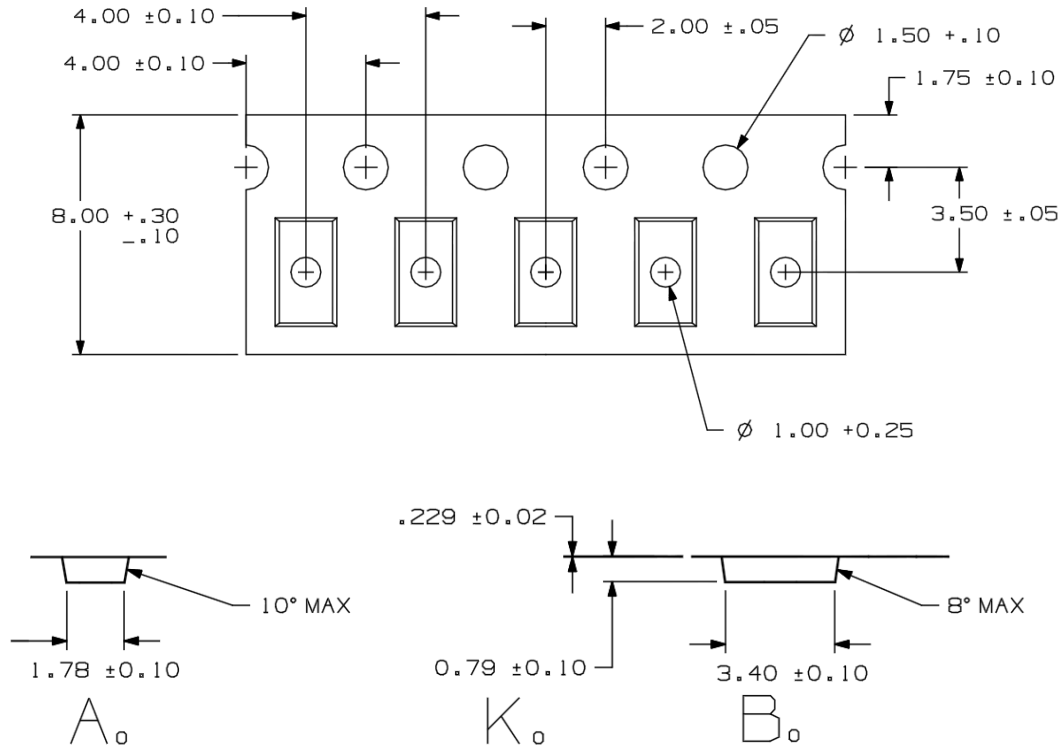 4.00 ±0.10
2.00 ±.05
Ø 1.50 +.10
4.00 ±0.10
1.75 ±0.10
8.00 +.30
-.10
3.50 ±.05
Ø 1.00 +0.25
.229 ±0.02
10° MAX
8° MAX
1.78 ±0.10
0.79 ±0.10
3.40 ±0.10
A₀
K₀
B₀